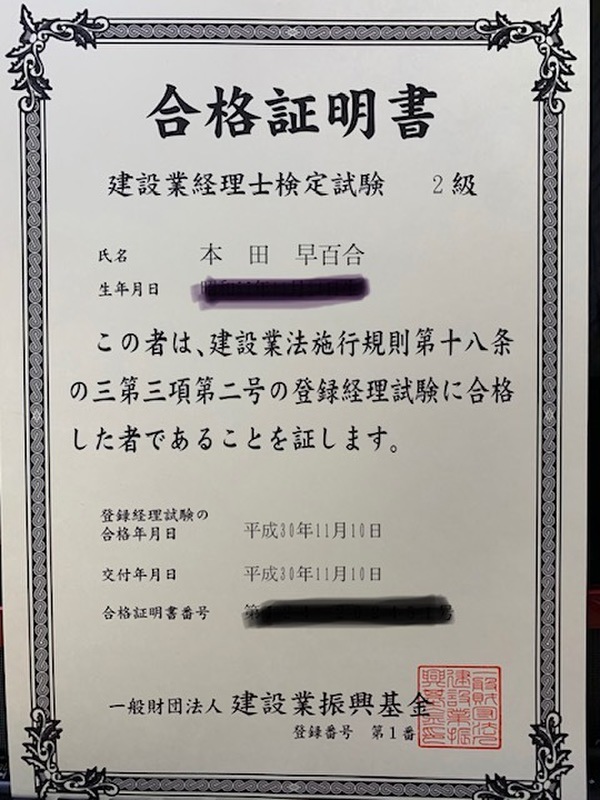 合格証明書
建設業経理士検定試験 2級
氏名 本田 早百合
生年月日
この者は、建設業法施行規則第十八条
の三第三項第二号の登録経理試験に合格
した者であることを証します。
登録経理試験の
合格年月日 平成30年11月10日
交付年月日 平成30年11月10日
合格証明書番号 第 号
一般財団法人 建設業振興基金
登録番号 第1番